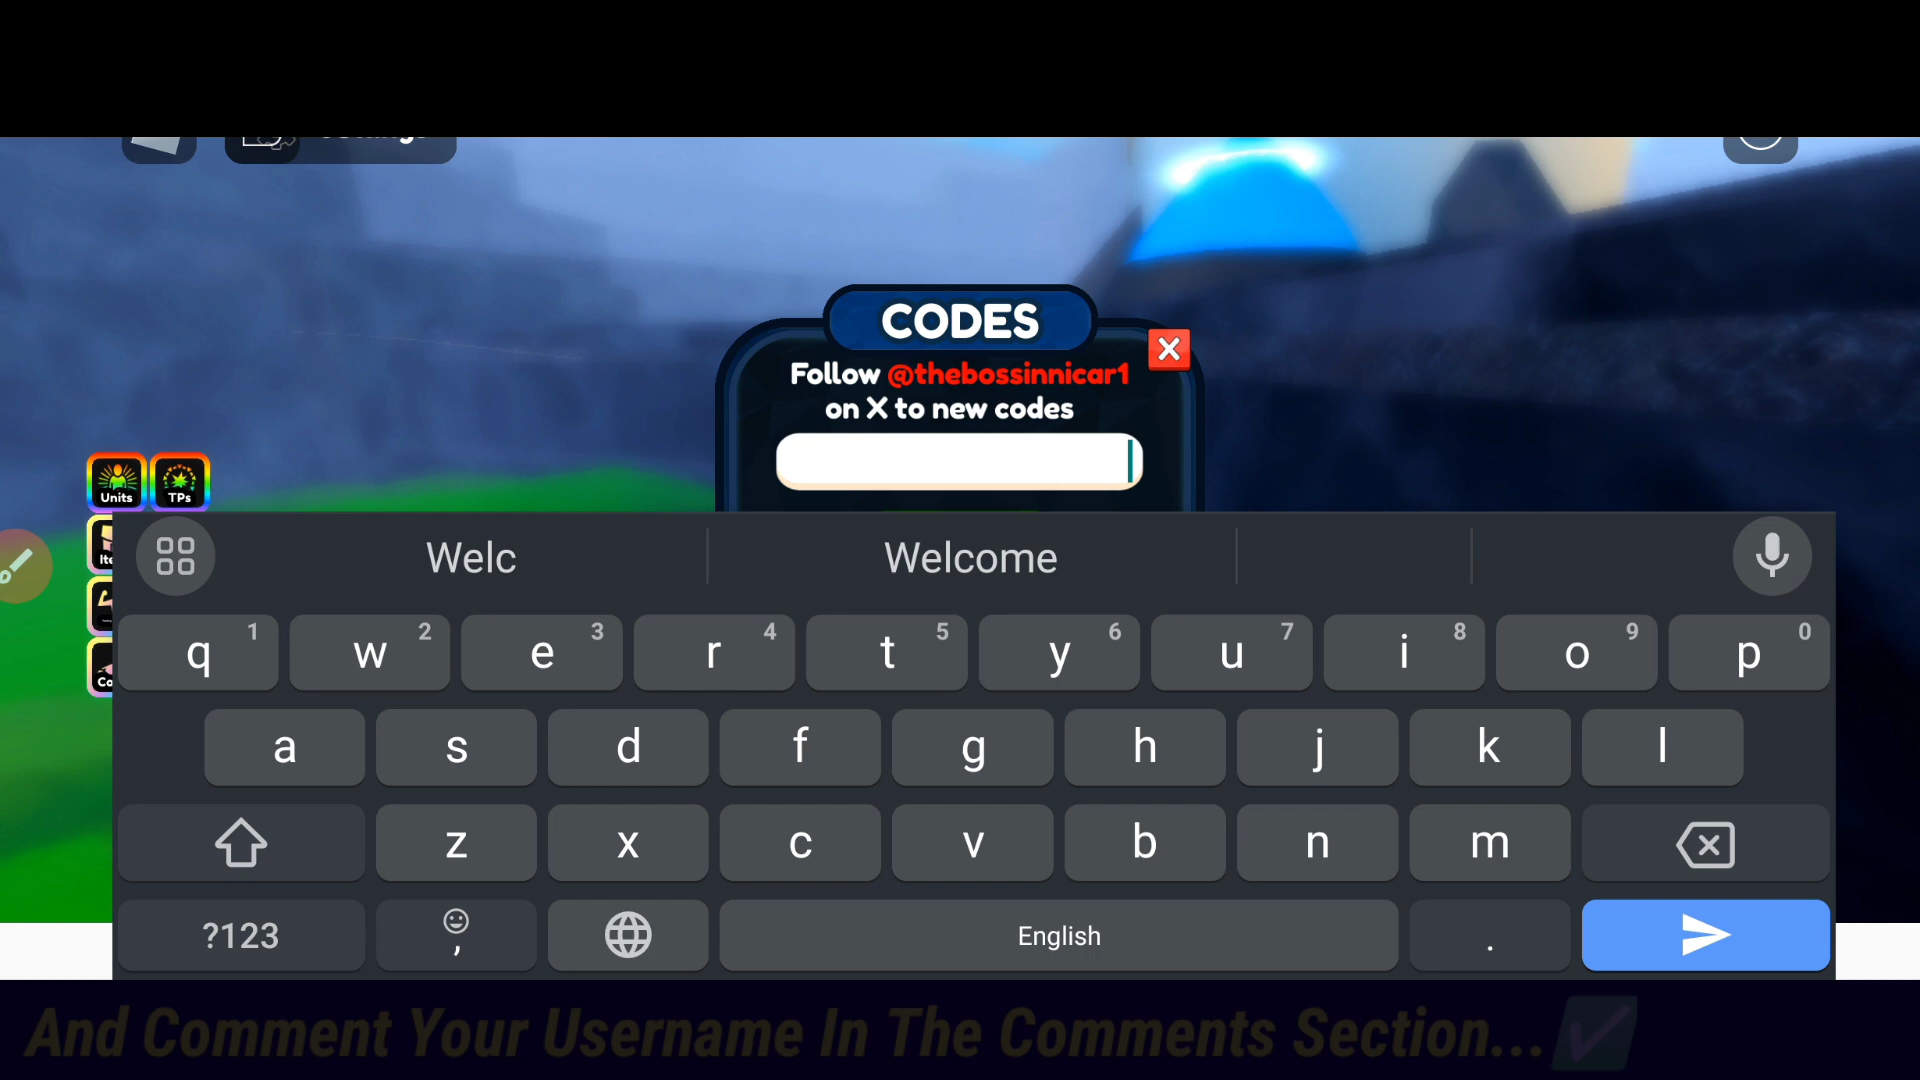 CODES
Follow @thebossinnicar1
on X to new codes
Units TPs
Welc Welcome
q 1 w 2 e 3 r 4 t 5 y 6 u 7 i 8 o 9 p 0
a s d f g h j k l
z x c v b n m
?123 , English .
And Comment Your Username In The Comments Section...